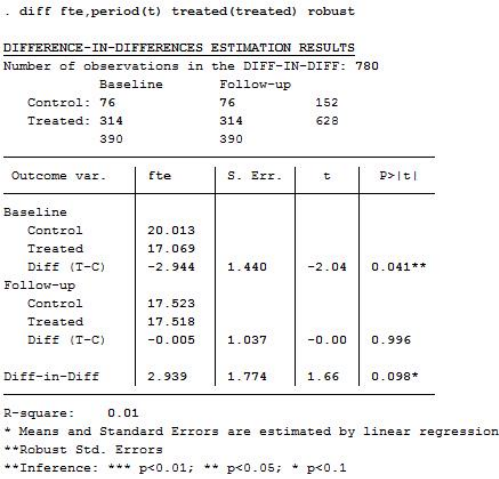 . diff fte,period(t) treated(treated) robust
DIFFERENCE-IN-DIFFERENCES ESTIMATION RESULTS
Number of observations in the DIFF-IN-DIFF: 780
Baseline Follow-up
Control: 76 76 152
Treated: 314 314 628
390 390
Outcome var. fte S. Err. t P>|t|
Baseline
Control 20.013
Treated 17.069
Diff (T-C) -2.944 1.440 -2.04 0.041**
Follow-up
Control 17.523
Treated 17.518
Diff (T-C) -0.005 1.037 -0.00 0.996
Diff-in-Diff 2.939 1.774 1.66 0.098*
R-square: 0.01
* Means and Standard Errors are estimated by linear regression
**Robust Std. Errors
**Inference: *** p<0.01; ** p<0.05; * p<0.1